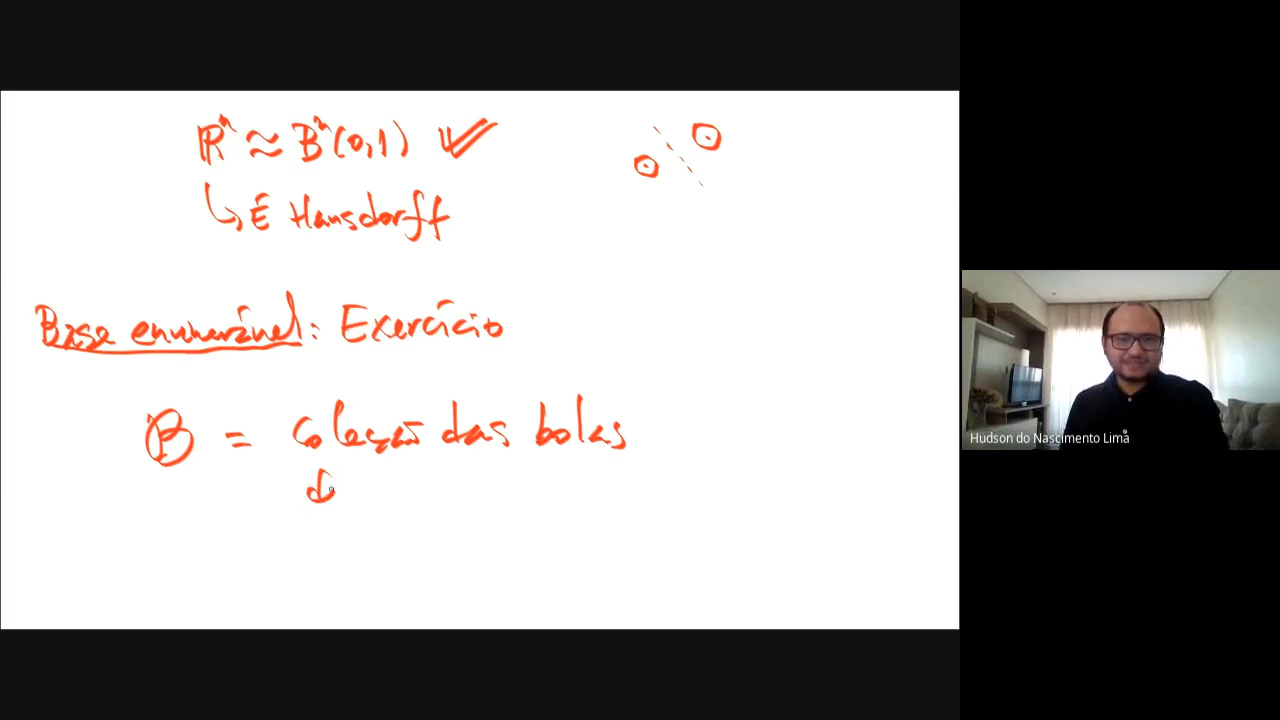 ℝⁿ ≈ Bⁿ(0,1) ✓
↳ É Hausdorff
Base enumerável: Exercício
B = Coleção das bolas
d
Hudson do Nascimento Lima